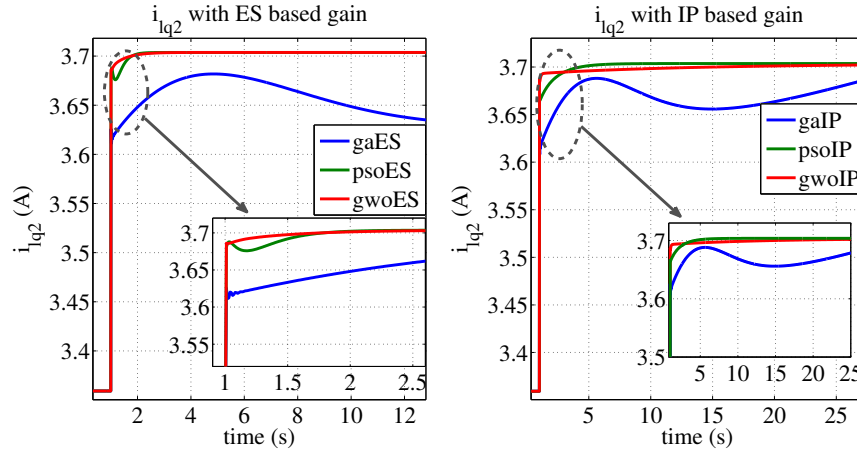 i_lq2 with ES based gain
3.7
3.65
3.6
3.55
3.5
3.45
3.4
i_lq2 (A)
gaES
psoES
gwoES
3.7
3.65
3.6
3.55
1 1.5 2 2.5
2 4 6 8 10 12
time (s)
i_lq2 with IP based gain
3.7
3.65
3.6
3.55
3.5
3.45
3.4
i_lq2 (A)
gaIP
psoIP
gwoIP
3.7
3.6
3.5
5 10 15 20 25
5 10 15 20 25
time (s)